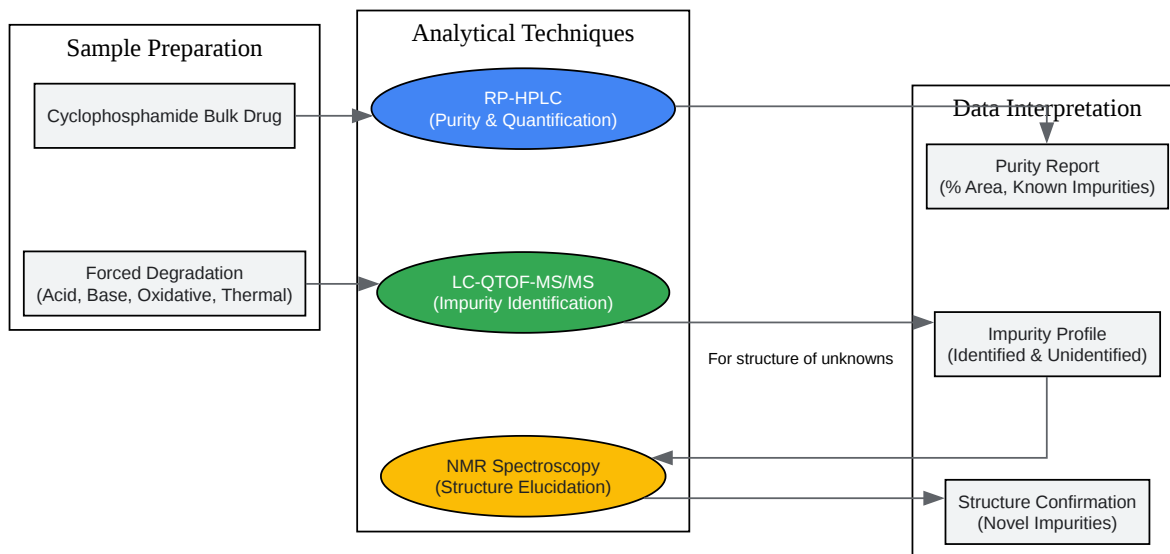 Sample Preparation
Cyclophosphamide Bulk Drug
Forced Degradation
(Acid, Base, Oxidative, Thermal)
Analytical Techniques
RP-HPLC
(Purity & Quantification)
LC-QTOF-MS/MS
(Impurity Identification)
NMR Spectroscopy
(Structure Elucidation)
For structure of unknowns
Data Interpretation
Purity Report
(% Area, Known Impurities)
Impurity Profile
(Identified & Unidentified)
Structure Confirmation
(Novel Impurities)